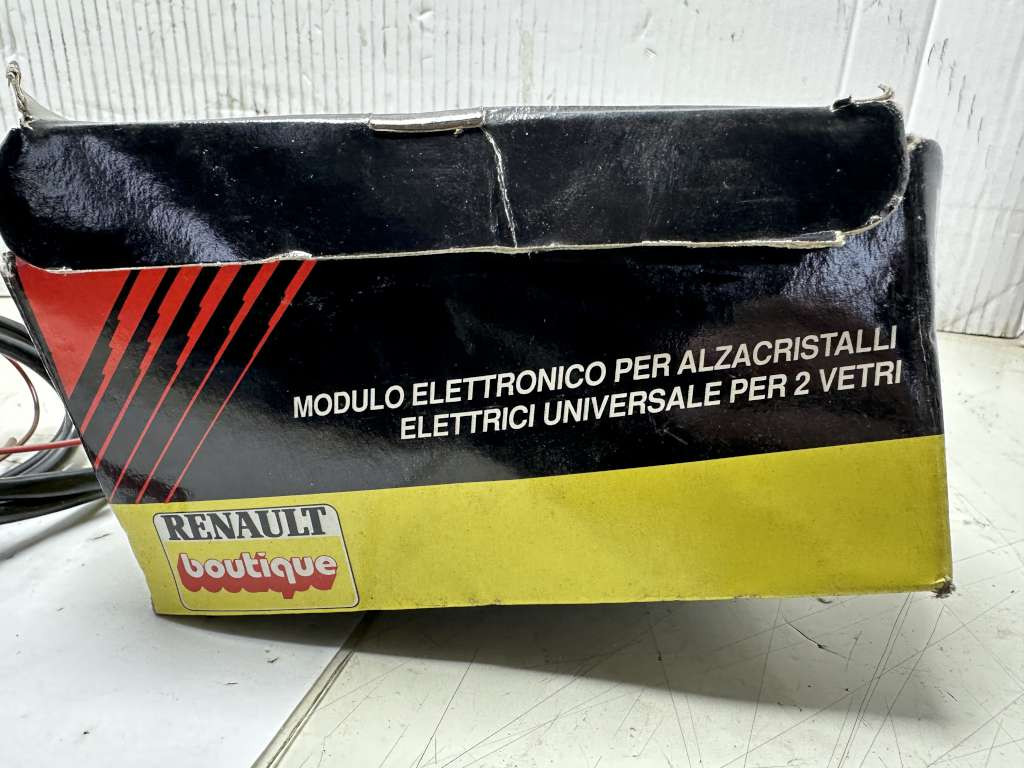 MODULO ELETTRONICO PER ALZACRISTALLI
ELETTRICI UNIVERSALE PER 2 VETRI
RENAULT
boutique